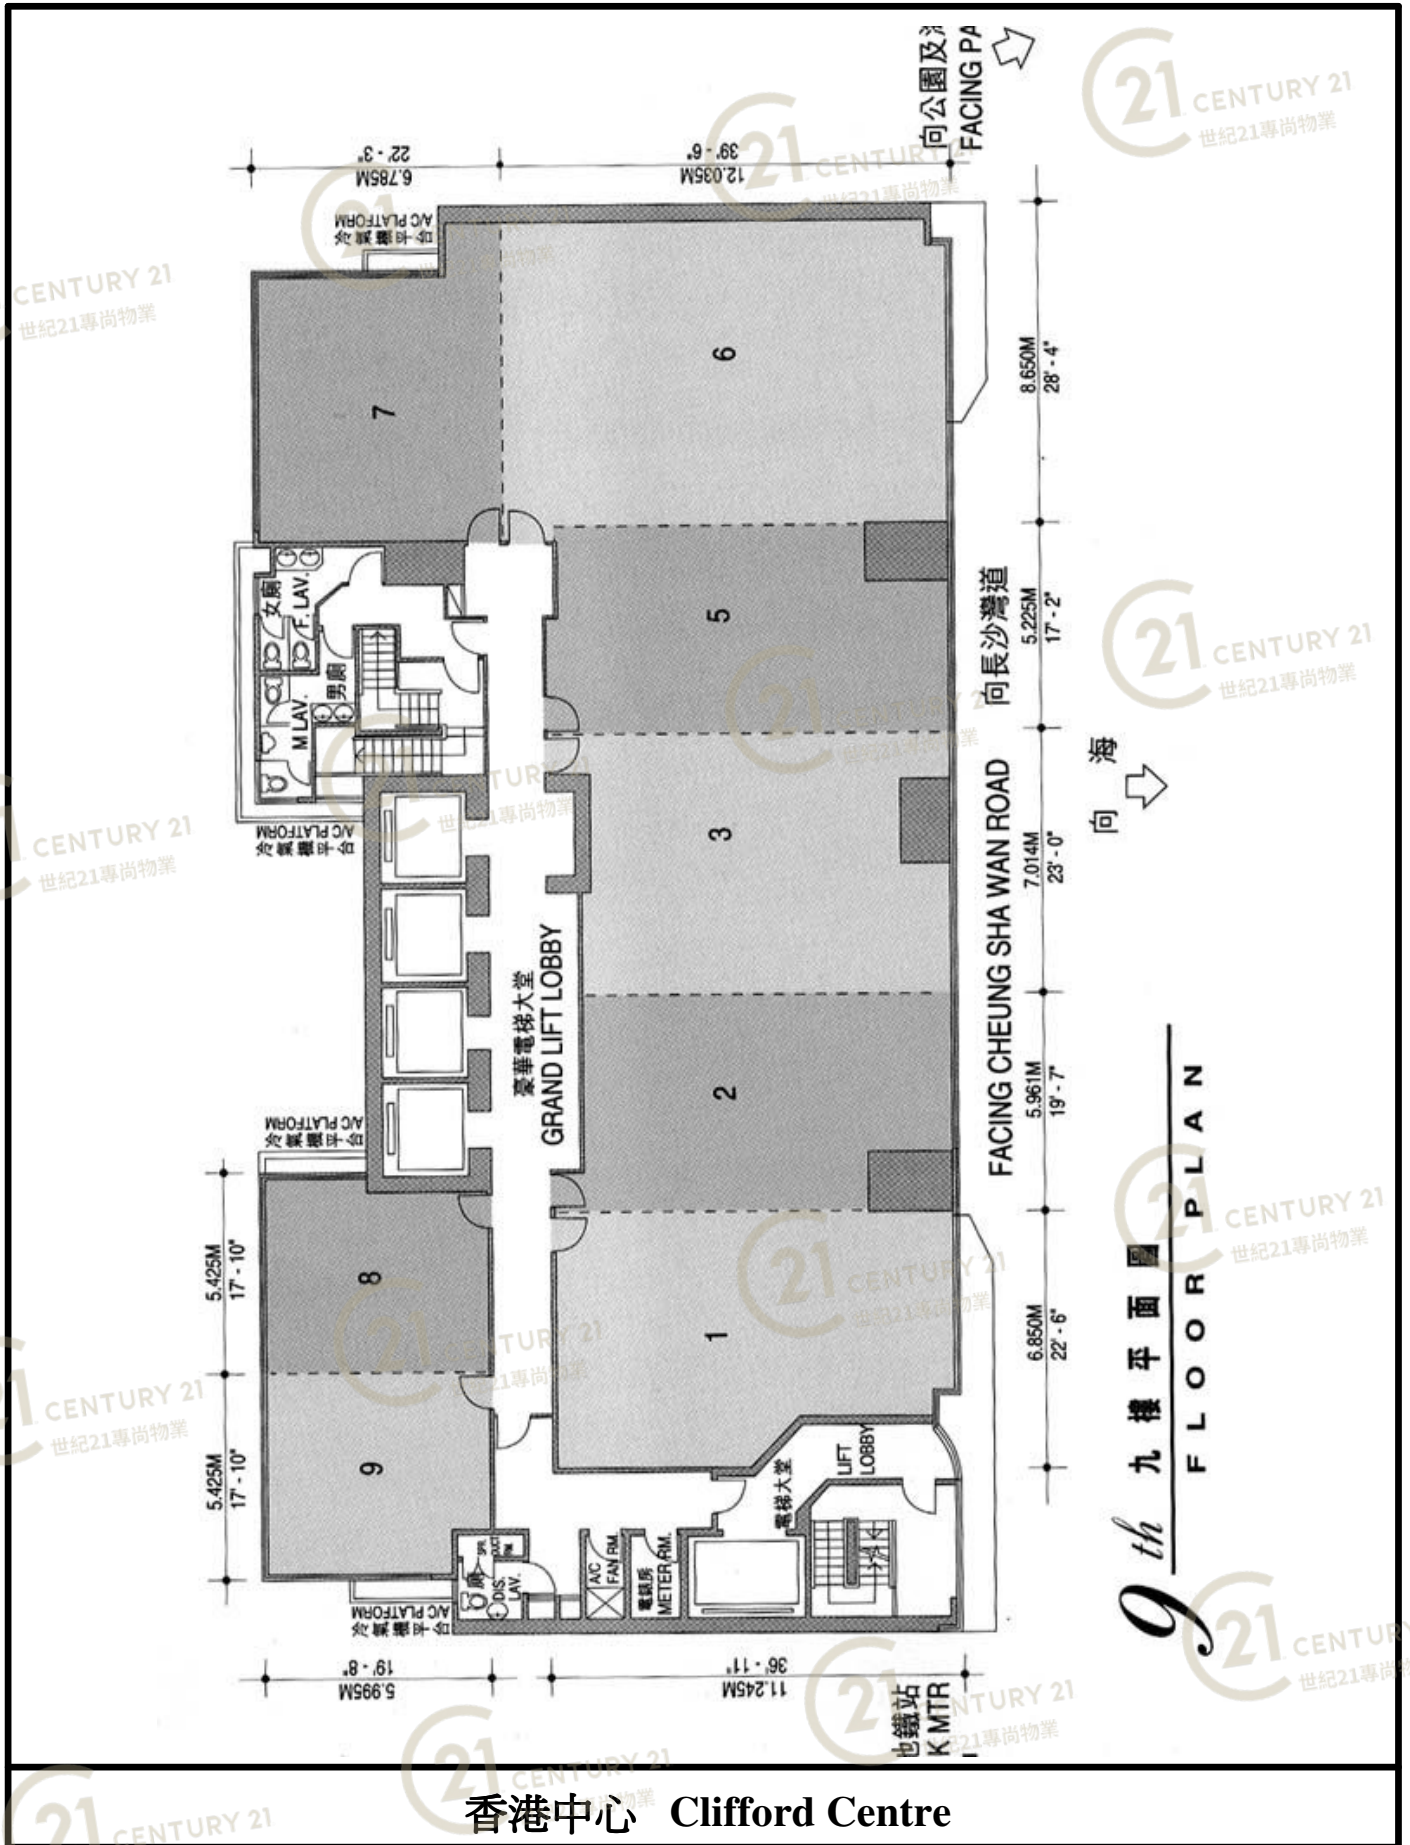 向公園及
FACING PA
22' - 3"
6.785M
39' - 6"
12.035M
A/C PLATFORM
冷氣機平台
7
6
8.650M
28' - 4"
女廁
F. LAV.
男廁
M LAV.
5
5.225M
17' - 2"
向長沙灣道
FACING CHEUNG SHA WAN ROAD
向海
A/C PLATFORM
冷氣機平台
3
7.014M
23' - 0"
豪華電梯大堂
GRAND LIFT LOBBY
2
5.961M
19' - 7"
A/C PLATFORM
冷氣機平台
5.425M
17' - 10"
8
1
6.850M
22' - 6"
5.425M
17' - 10"
9
電梯大堂
LIFT
LOBBY
廁
DIS.
LAV.
A/C
FAN RM.
電錶房
METER RM.
A/C PLATFORM
冷氣機平台
19' - 8"
5.995M
36' - 11"
11.245M
地鐵站
K MTR
9th 九樓平面圖
FLOOR PLAN
香港中心 Clifford Centre
21 CENTURY 21
世紀21專尚物業